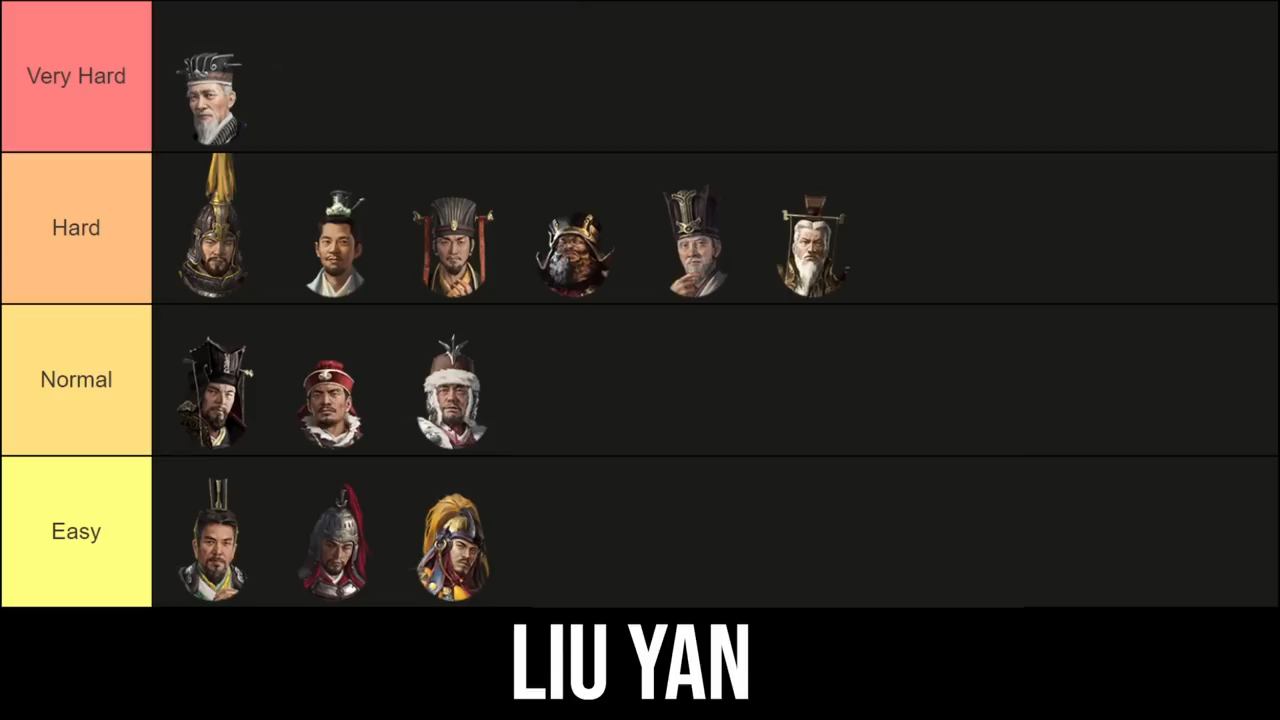 Very Hard
Hard
Normal
Easy
LIU YAN